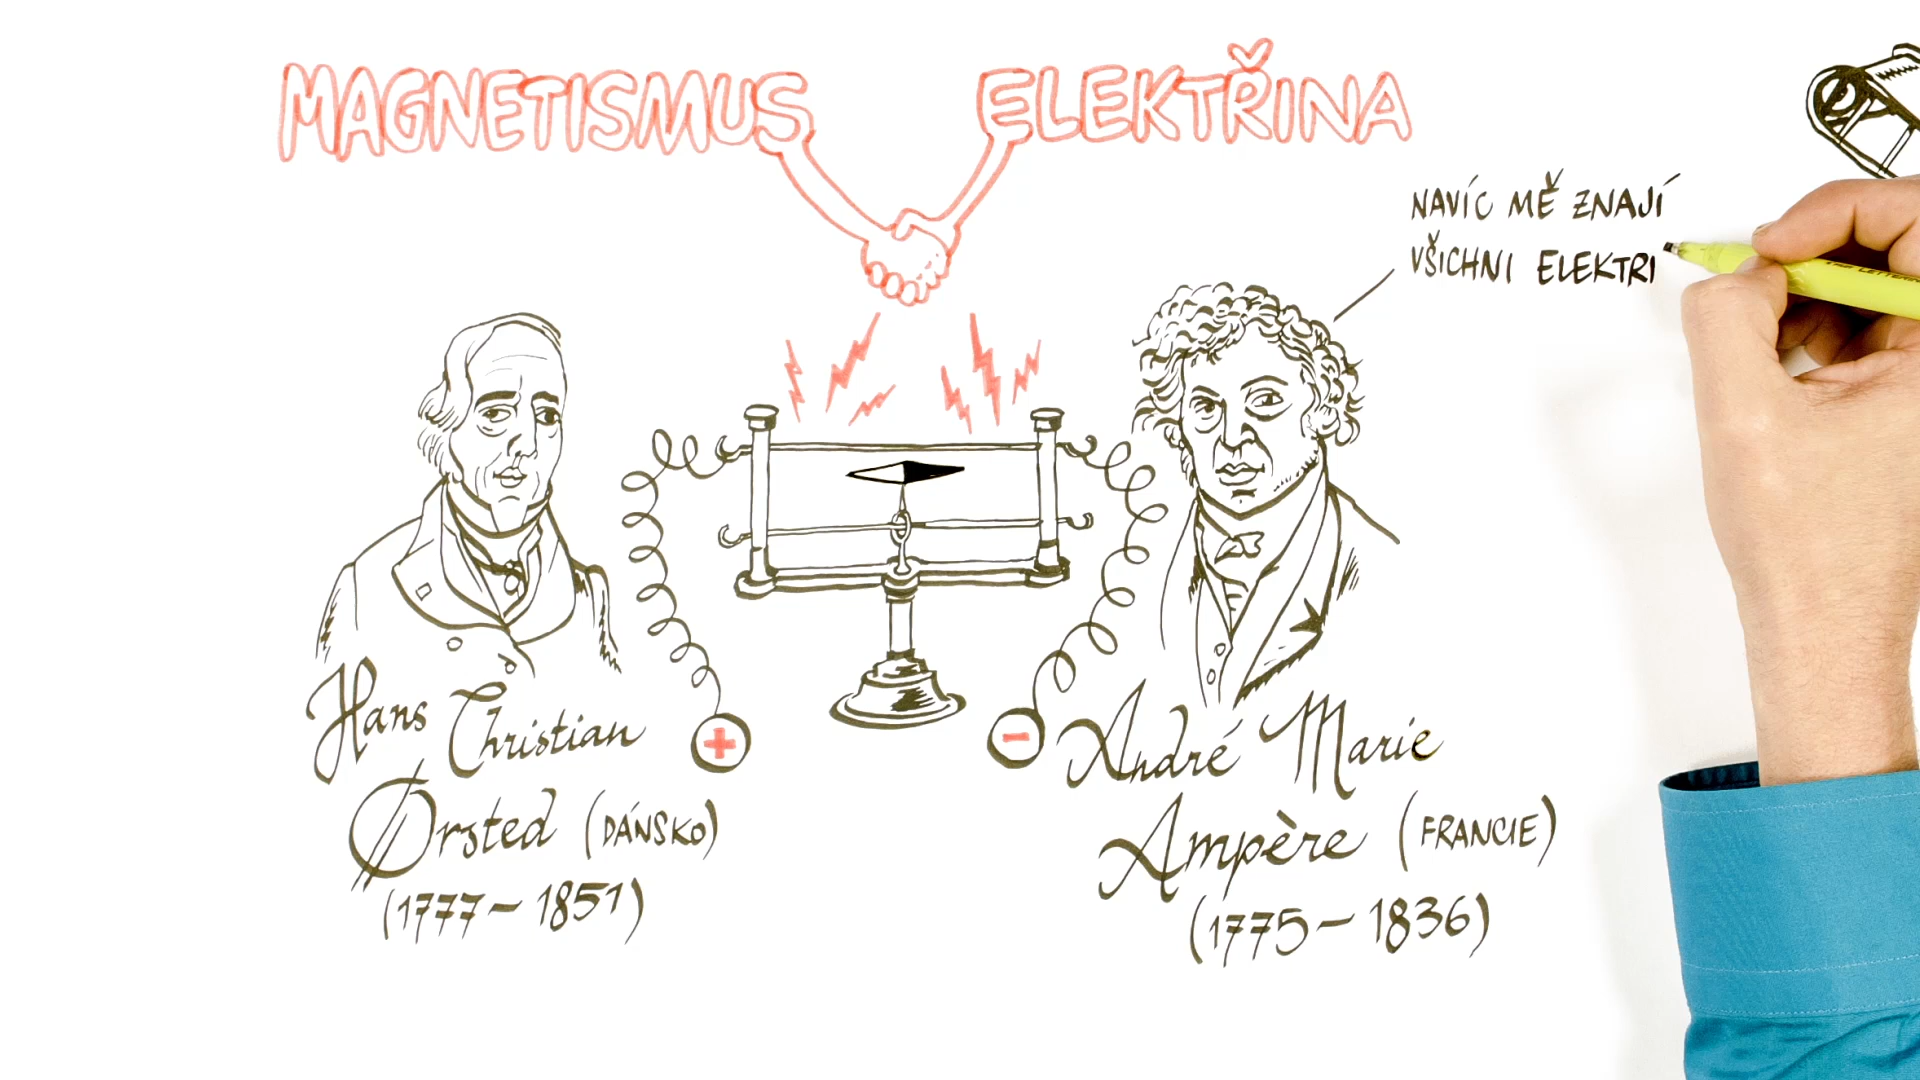 MAGNETISMUS ELEKTŘINA
NAVÍC MĚ ZNAJÍ
VŠICHNI ELEKTRI
Hans Christian
Ørsted (DÁNSKO)
(1777 – 1851)
+
−
André Marie
Ampère (FRANCIE)
(1775 – 1836)